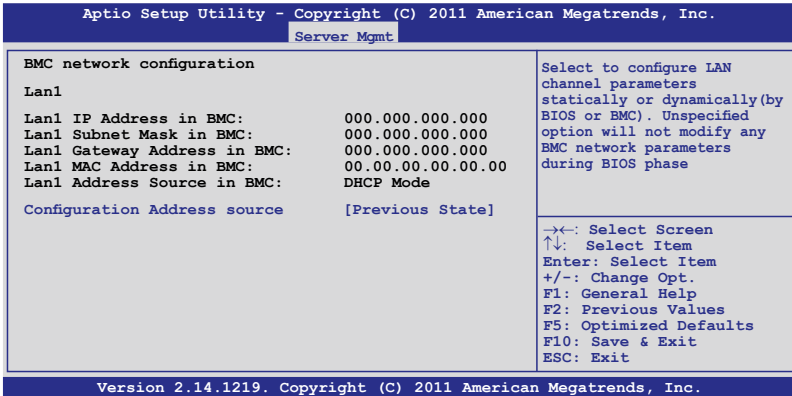 Aptio Setup Utility - Copyright (C) 2011 American Megatrends, Inc.
Server Mgmt
BMC network configuration
Lan1
Lan1 IP Address in BMC: 000.000.000.000
Lan1 Subnet Mask in BMC: 000.000.000.000
Lan1 Gateway Address in BMC: 000.000.000.000
Lan1 MAC Address in BMC: 00.00.00.00.00.00
Lan1 Address Source in BMC: DHCP Mode
Configuration Address source [Previous State]
Select to configure LAN
channel parameters
statically or dynamically(by
BIOS or BMC). Unspecified
option will not modify any
BMC network parameters
during BIOS phase
→←: Select Screen
↑↓: Select Item
Enter: Select Item
+/-: Change Opt.
F1: General Help
F2: Previous Values
F5: Optimized Defaults
F10: Save & Exit
ESC: Exit
Version 2.14.1219. Copyright (C) 2011 American Megatrends, Inc.